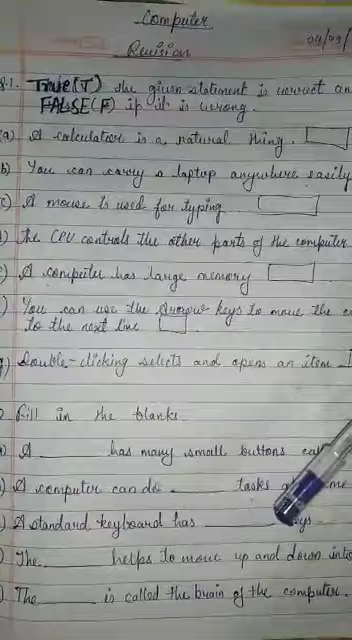 Computer
Revision
Q.1. True(T) the given statement is correct an
FALSE(F) if it is wrong.
(a) A calculator is a natural thing.
b) You can carry a laptop anywhere easily
c) A mouse is used for typing
) The CPU controls the other parts of the computer
) A computer has large memory
) You can use the Arrow keys to move the
to the next line
g) Double-clicking selects and opens an item
2. Fill in the blanks
) A ______ has many small buttons
) A computer can do ______ tasks
) A standard keyboard has ______ keys
) The ______ helps to move up and down
) The ______ is called the brain of the computer.